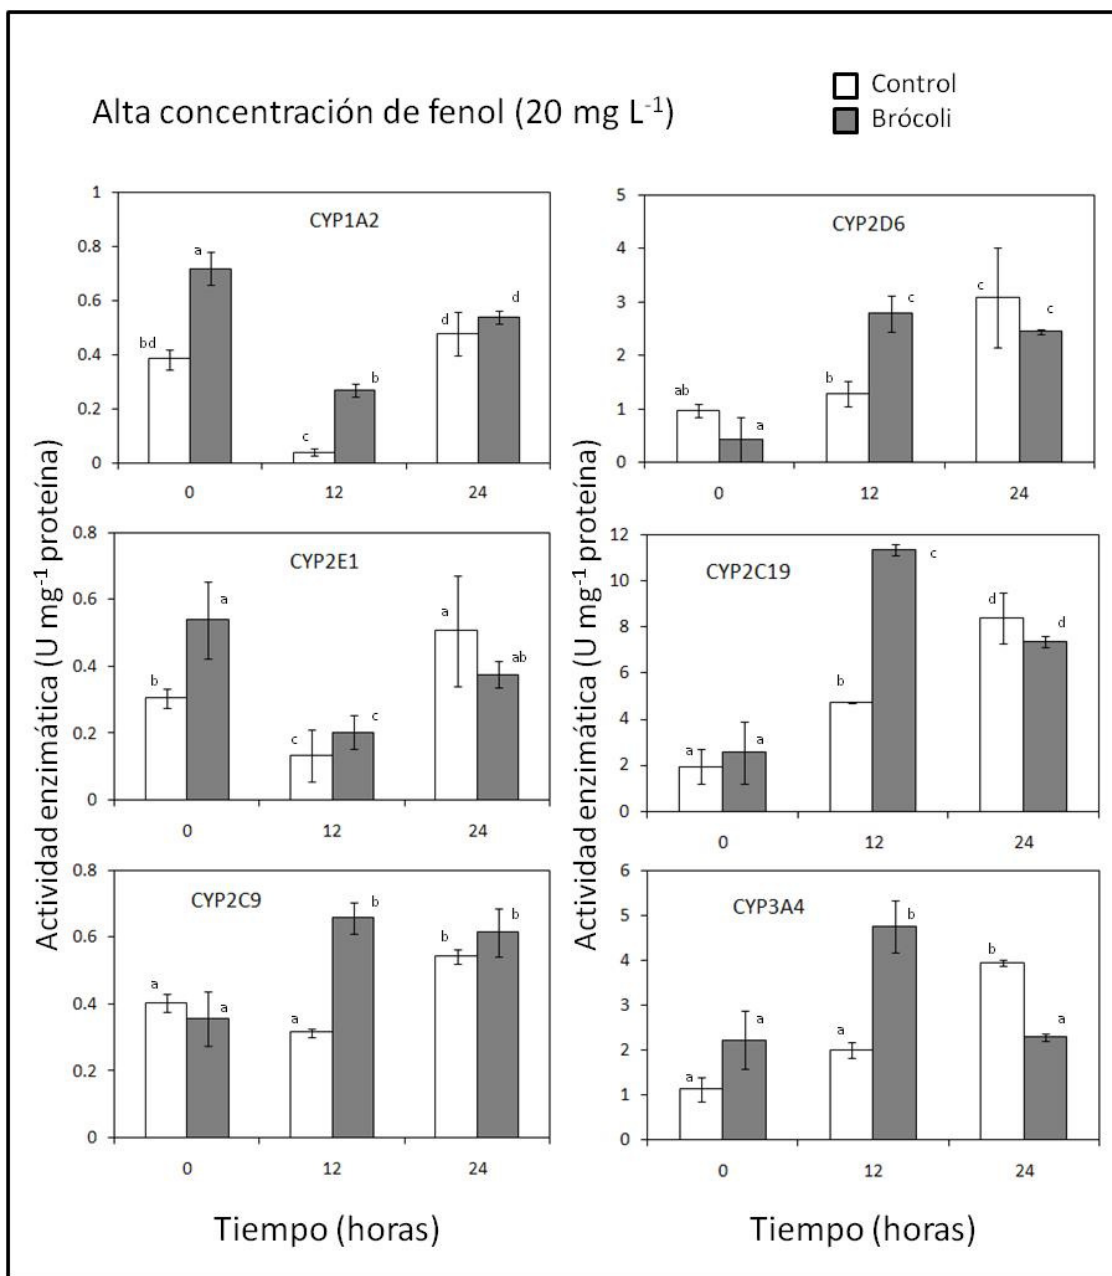 Alta concentración de fenol (20 mg L-1)
Control
Brócoli
Actividad enzimática (U mg-1 proteína)
CYP1A2
1
0.8
0.6
0.4
0.2
0
bd
a
c
b
d
d
0
12
24
CYP2D6
5
4
3
2
1
0
ab
a
b
c
c
c
0
12
24
CYP2E1
0.8
0.6
0.4
0.2
0
b
a
c
c
a
ab
0
12
24
Actividad enzimática (U mg-1 proteína)
CYP2C19
12
10
8
6
4
2
0
a
a
b
c
d
d
0
12
24
CYP2C9
0.8
0.6
0.4
0.2
0
a
a
a
b
b
b
0
12
24
CYP3A4
6
5
4
3
2
1
0
a
a
a
b
b
a
0
12
24
Tiempo (horas)
Tiempo (horas)